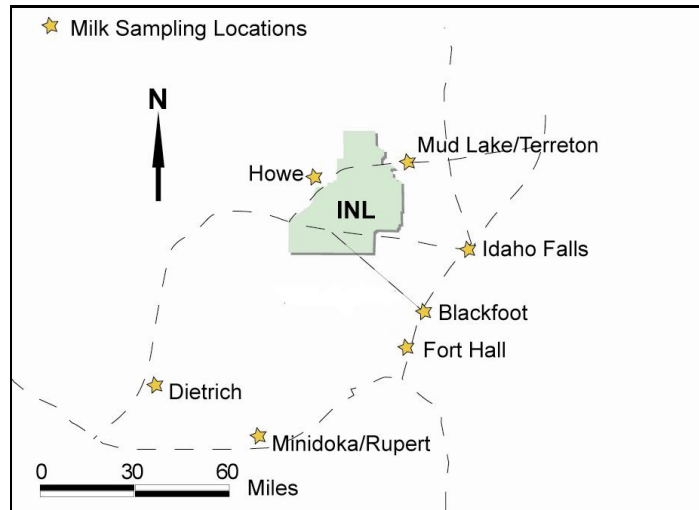 Milk Sampling Locations
N
Mud Lake/Terreton
Howe
INL
Idaho Falls
Blackfoot
Fort Hall
Dietrich
Minidoka/Rupert
0 30 60
Miles